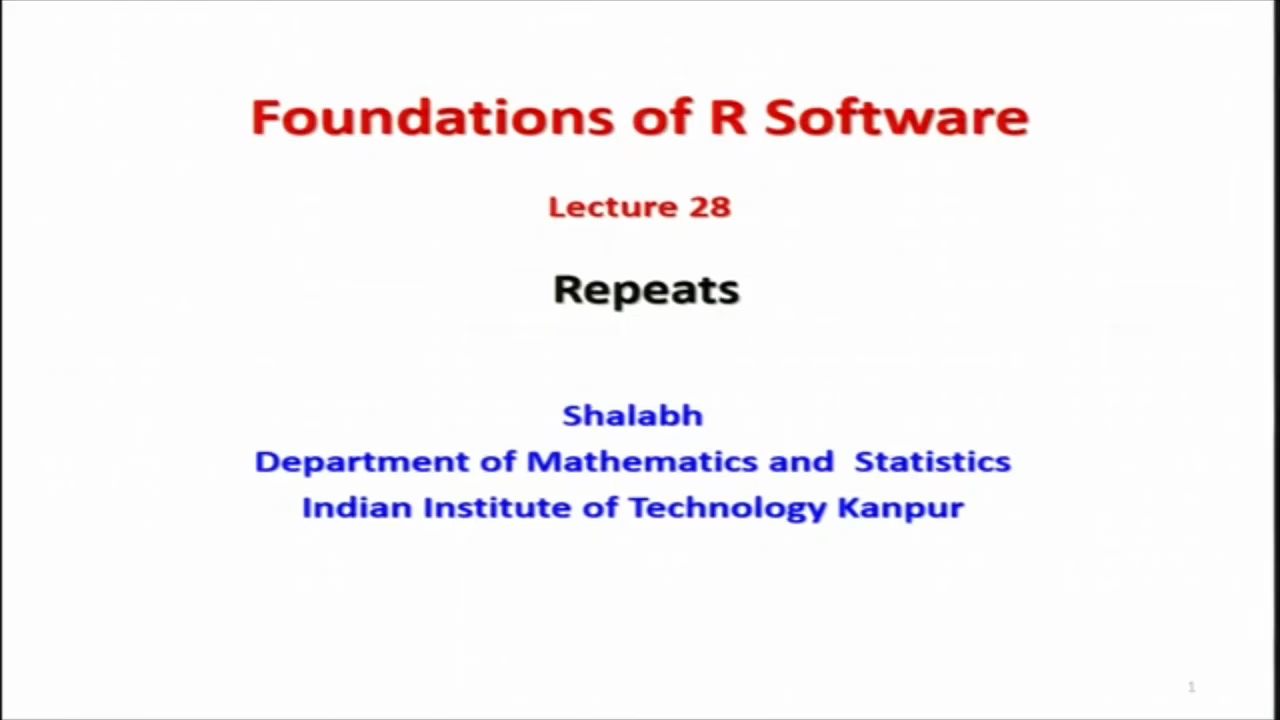 Foundations of R Software
Lecture 28
Repeats
Shalabh
Department of Mathematics and Statistics
Indian Institute of Technology Kanpur
1